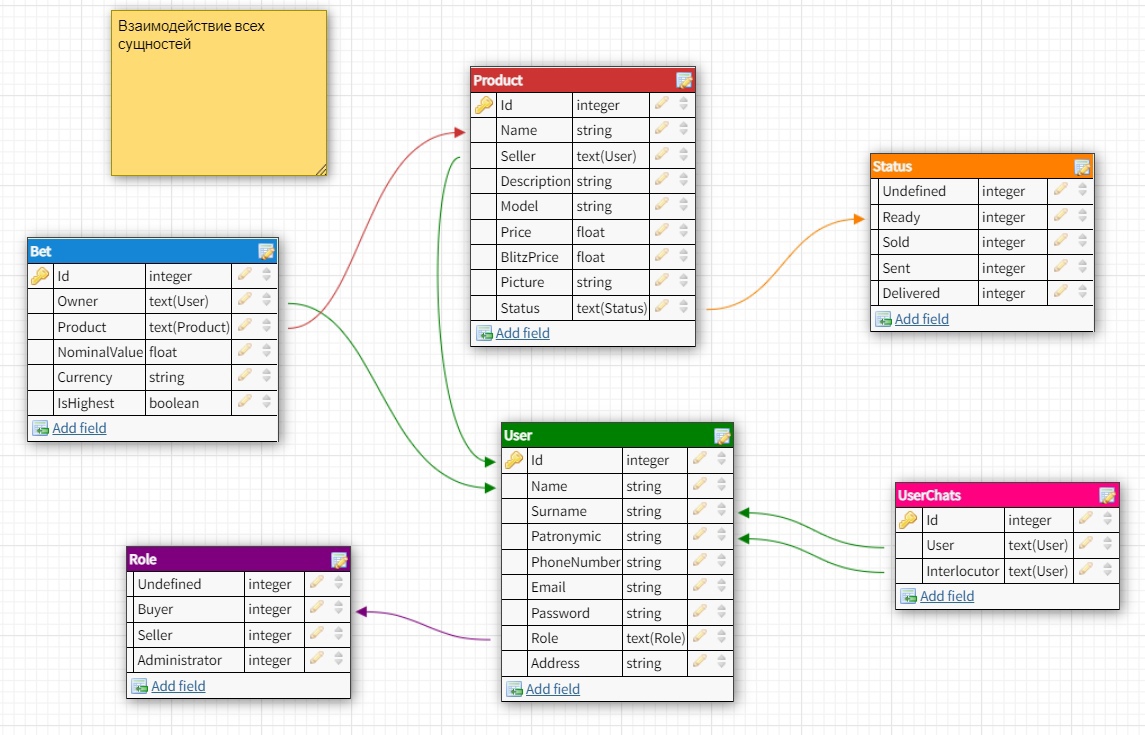 Взаимодействие всех
сущностей
Product
Id integer
Name string
Seller text(User)
Description string
Model string
Price float
BlitzPrice float
Picture string
Status text(Status)
Add field
Status
Undefined integer
Ready integer
Sold integer
Sent integer
Delivered integer
Add field
Bet
Id integer
Owner text(User)
Product text(Product)
NominalValue float
Currency string
IsHighest boolean
Add field
User
Id integer
Name string
Surname string
Patronymic string
PhoneNumber string
Email string
Password string
Role text(Role)
Address string
Add field
UserChats
Id integer
User text(User)
Interlocutor text(User)
Add field
Role
Undefined integer
Buyer integer
Seller integer
Administrator integer
Add field